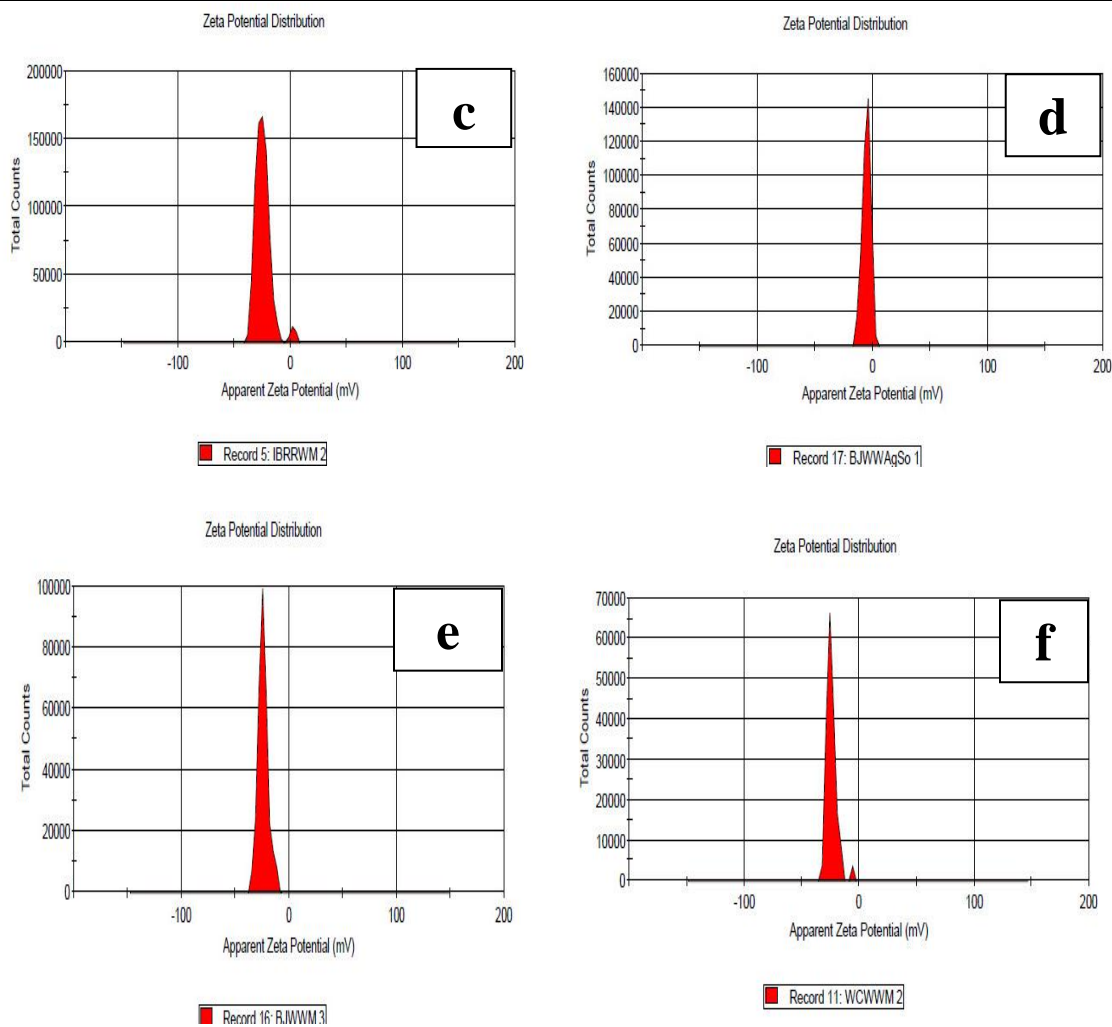 Zeta Potential Distribution
200000
150000
100000
50000
0
Total Counts
c
-100 0 100 200
Apparent Zeta Potential (mV)
Record 5: IBRRWM 2
Zeta Potential Distribution
160000
140000
120000
100000
80000
60000
40000
20000
0
Total Counts
d
-100 0 100 200
Apparent Zeta Potential (mV)
Record 17: BJWWAgSo 1
Zeta Potential Distribution
100000
80000
60000
40000
20000
0
Total Counts
e
-100 0 100 200
Apparent Zeta Potential (mV)
Record 16: BJWWM 3
Zeta Potential Distribution
70000
60000
50000
40000
30000
20000
10000
0
Total Counts
f
-100 0 100 200
Apparent Zeta Potential (mV)
Record 11: WCWWM 2